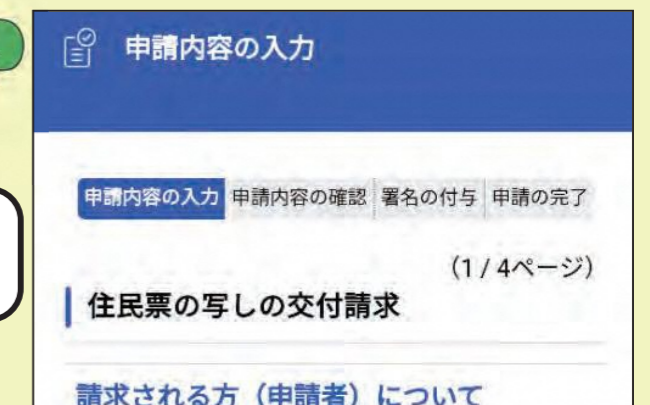 申請内容の入力
申請内容の入力 申請内容の確認 署名の付与 申請の完了
(1 / 4ページ)
住民票の写しの交付請求
請求される方（申請者）について